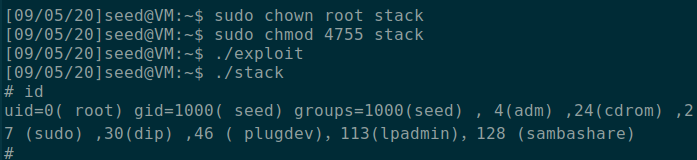 [09/05/20]seed@VM:~$ sudo chown root stack
[09/05/20]seed@VM:~$ sudo chmod 4755 stack
[09/05/20]seed@VM:~$ ./exploit
[09/05/20]seed@VM:~$ ./stack
# id
uid=0( root) gid=1000( seed) groups=1000(seed) , 4(adm) ,24(cdrom) ,2
7 (sudo) ,30(dip) ,46 ( plugdev), 113(lpadmin), 128 (sambashare)
#